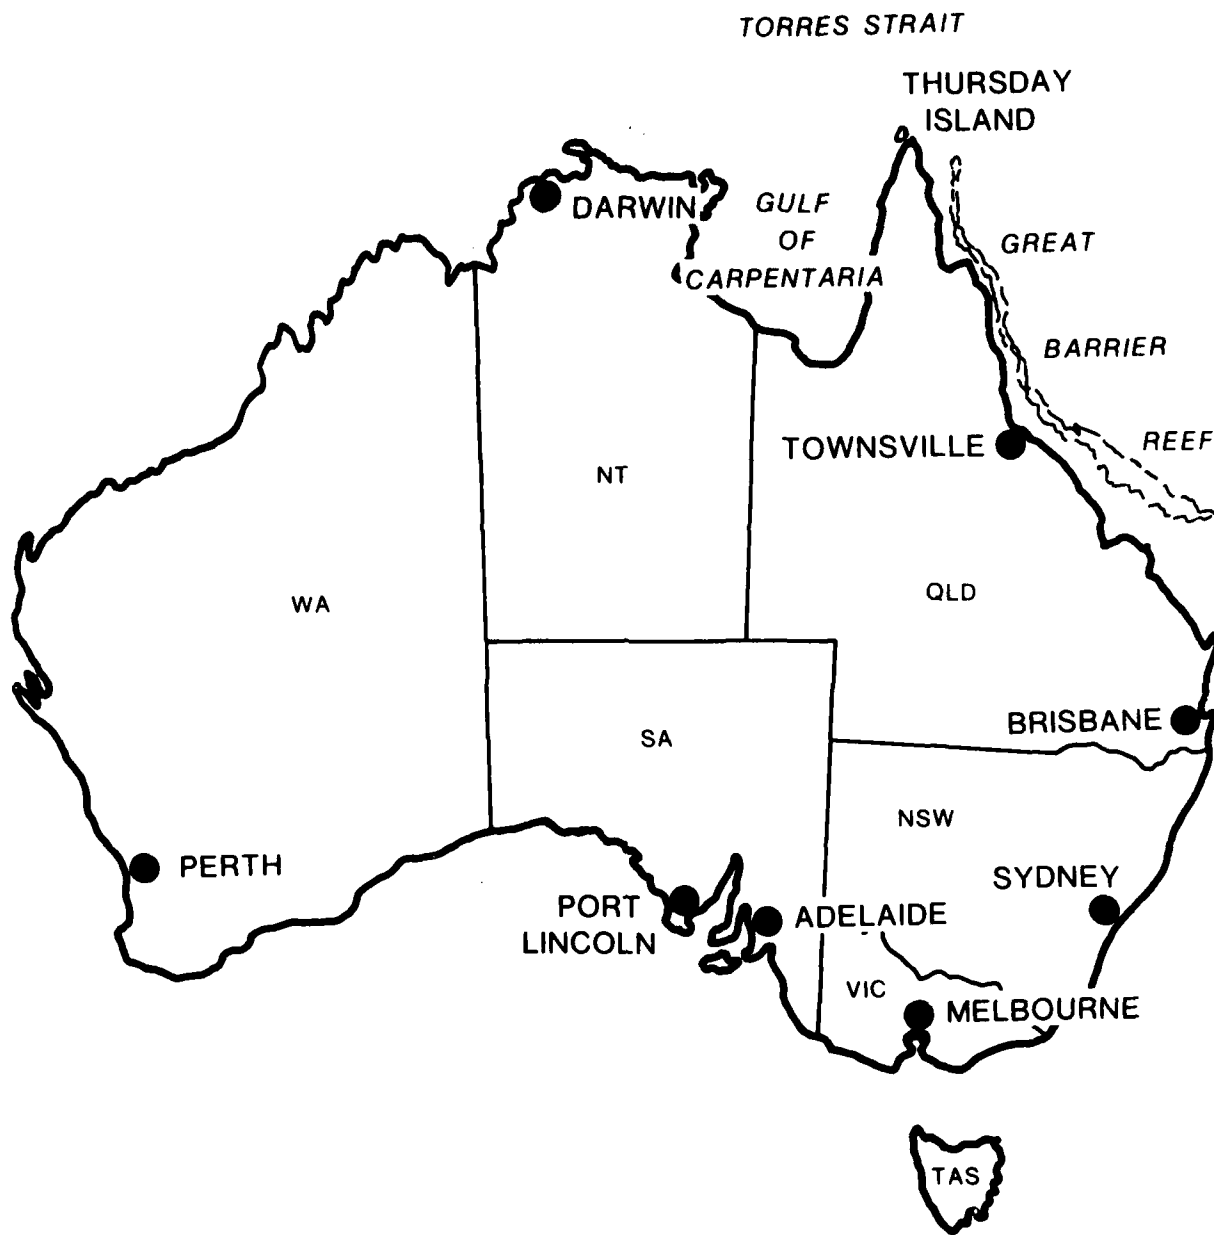 TORRES STRAIT
THURSDAY
ISLAND
DARWIN
GULF
OF
CARPENTARIA
GREAT
BARRIER
REEF
TOWNSVILLE
NT
WA
QLD
BRISBANE
SA
NSW
PERTH
SYDNEY
PORT
LINCOLN
ADELAIDE
VIC
MELBOURNE
TAS